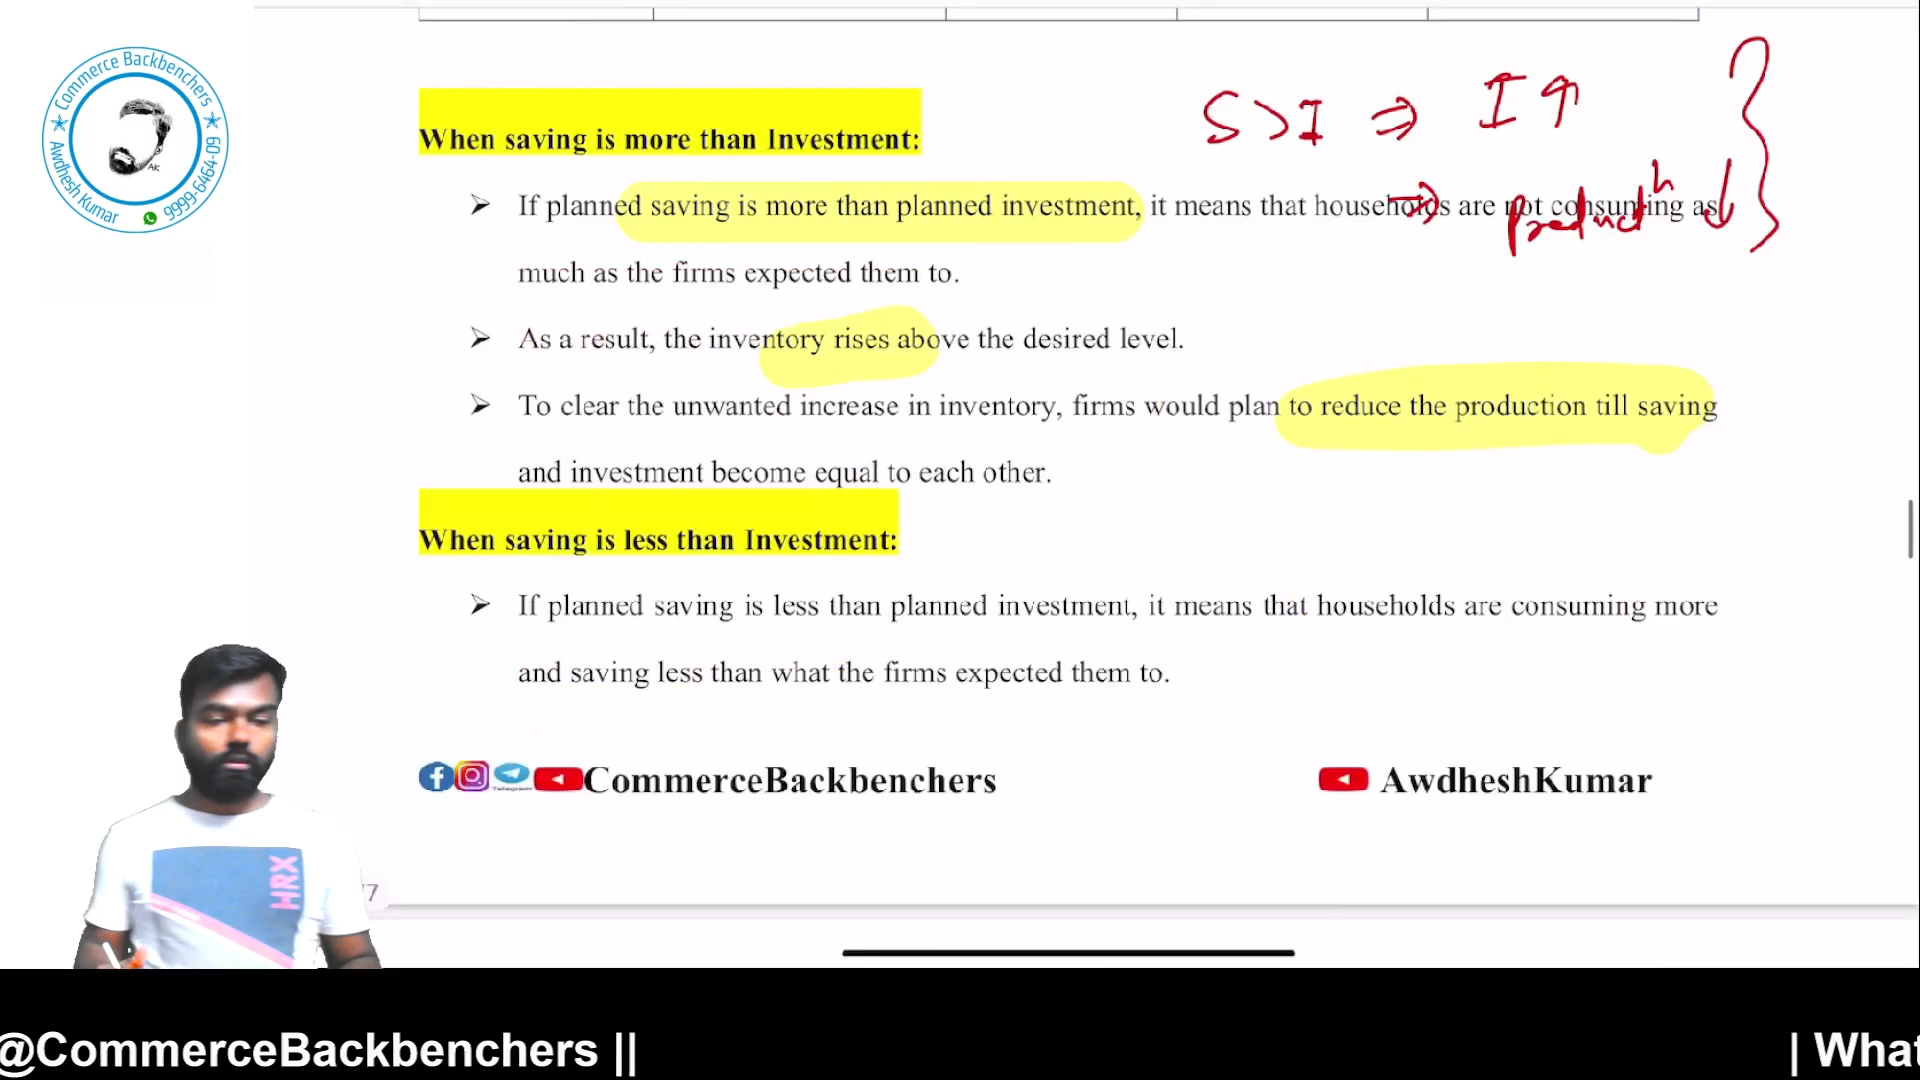 Commerce Backbenchers
Awdhesh Kumar
9999-6464-09
AK
S>I ⇒ I↑
⇒ productn ↓
When saving is more than Investment:
➢ If planned saving is more than planned investment, it means that households are not consuming as
much as the firms expected them to.
➢ As a result, the inventory rises above the desired level.
➢ To clear the unwanted increase in inventory, firms would plan to reduce the production till saving
and investment become equal to each other.
When saving is less than Investment:
➢ If planned saving is less than planned investment, it means that households are consuming more
and saving less than what the firms expected them to.
Telegram
CommerceBackbenchers
AwdheshKumar
HRX
77
@CommerceBackbenchers ||
| What